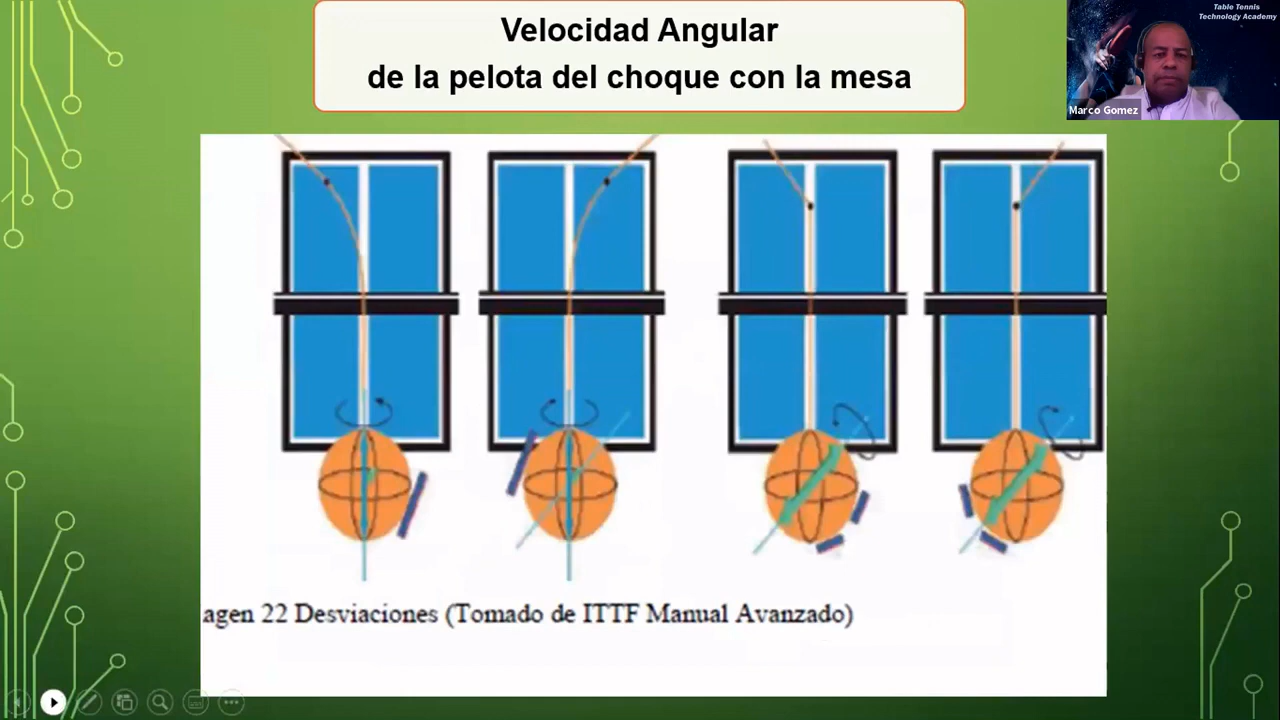 Velocidad Angular
de la pelota del choque con la mesa
Table Tennis
Technology Academy
Marco Gomez
agen 22 Desviaciones (Tomado de ITTF Manual Avanzado)